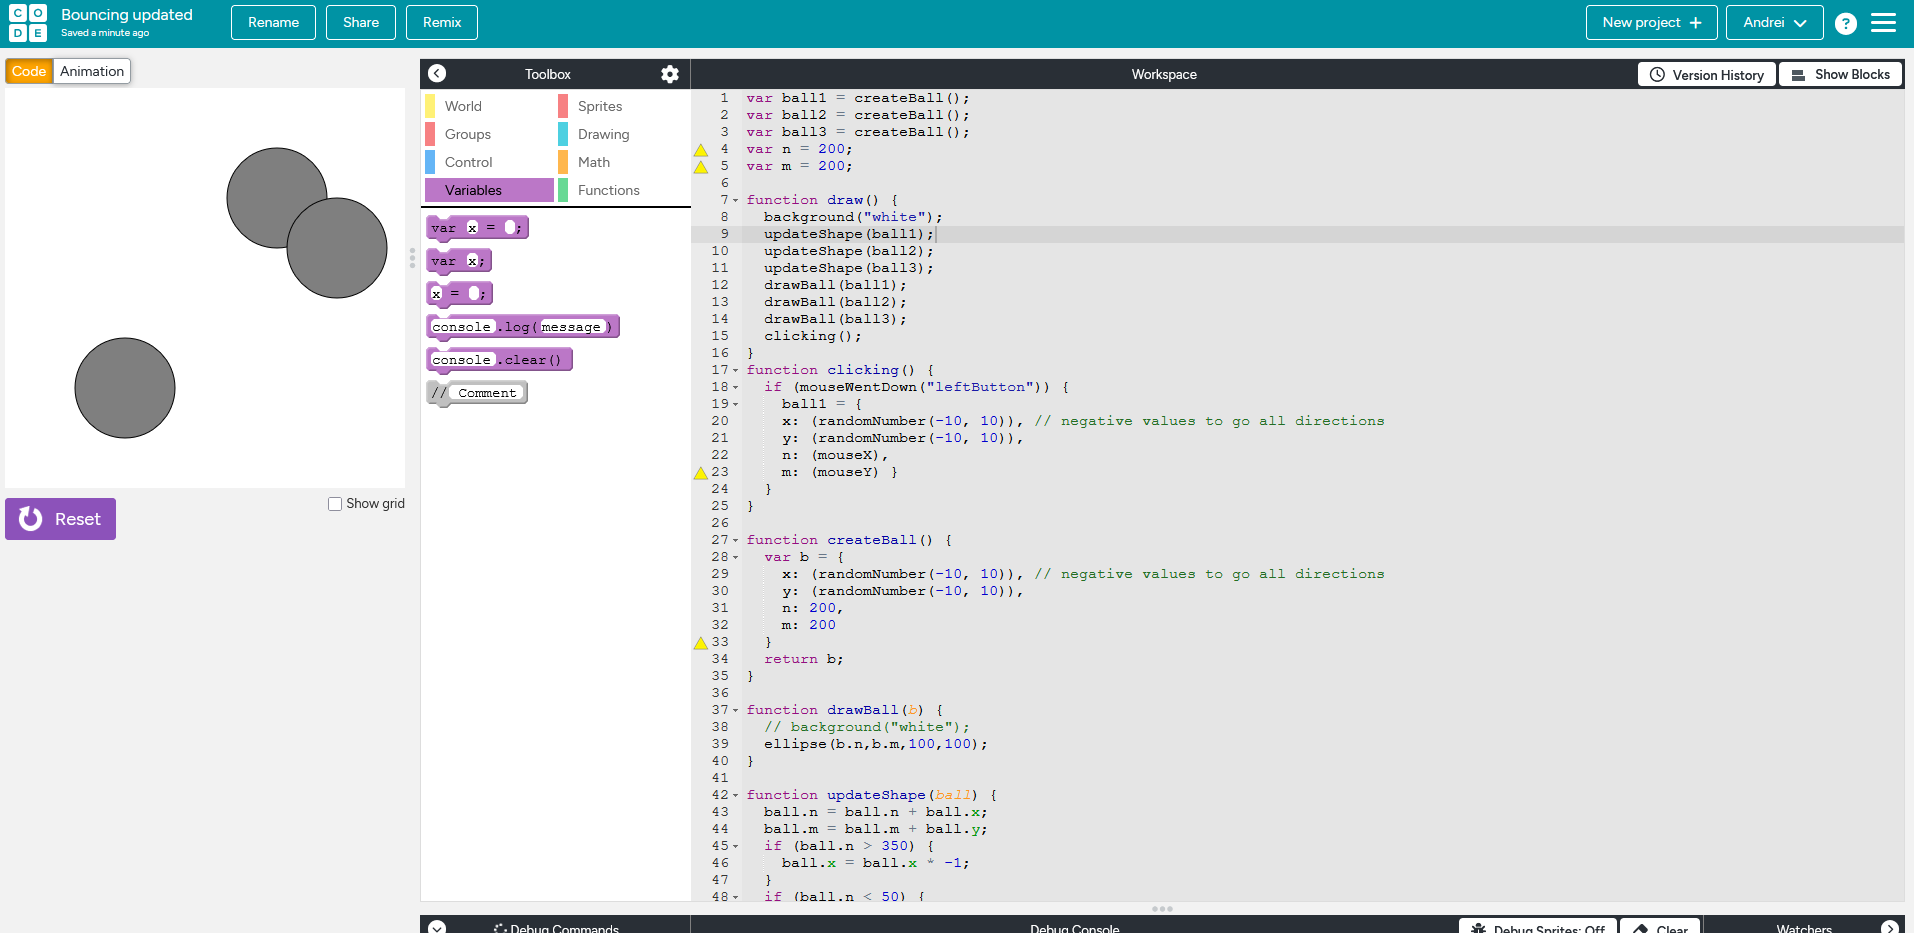 CO
DE
Bouncing updated
Saved a minute ago
Rename
Share
Remix
New project +
Andrei
?
Code
Animation
Toolbox
Workspace
Version History
Show Blocks
World
Sprites
Groups
Drawing
Control
Math
Variables
Functions
var x = ;
var x;
x = ;
console.log(message)
console.clear()
// Comment
Show grid
Reset
1 var ball1 = createBall();
2 var ball2 = createBall();
3 var ball3 = createBall();
4 var n = 200;
5 var m = 200;
6
7 function draw() {
8 background("white");
9 updateShape(ball1);
10 updateShape(ball2);
11 updateShape(ball3);
12 drawBall(ball1);
13 drawBall(ball2);
14 drawBall(ball3);
15 clicking();
16 }
17 function clicking() {
18 if (mouseWentDown("leftButton")) {
19 ball1 = {
20 x: (randomNumber(-10, 10)), // negative values to go all directions
21 y: (randomNumber(-10, 10)),
22 n: (mouseX),
23 m: (mouseY) }
24 }
25 }
26
27 function createBall() {
28 var b = {
29 x: (randomNumber(-10, 10)), // negative values to go all directions
30 y: (randomNumber(-10, 10)),
31 n: 200,
32 m: 200
33 }
34 return b;
35 }
36
37 function drawBall(b) {
38 // background("white");
39 ellipse(b.n,b.m,100,100);
40 }
41
42 function updateShape(ball) {
43 ball.n = ball.n + ball.x;
44 ball.m = ball.m + ball.y;
45 if (ball.n > 350) {
46 ball.x = ball.x * -1;
47 }
48 if (ball.n < 50) {
Debug Commands
Debug Console
Debug Sprites: Off
Clear
Watchers